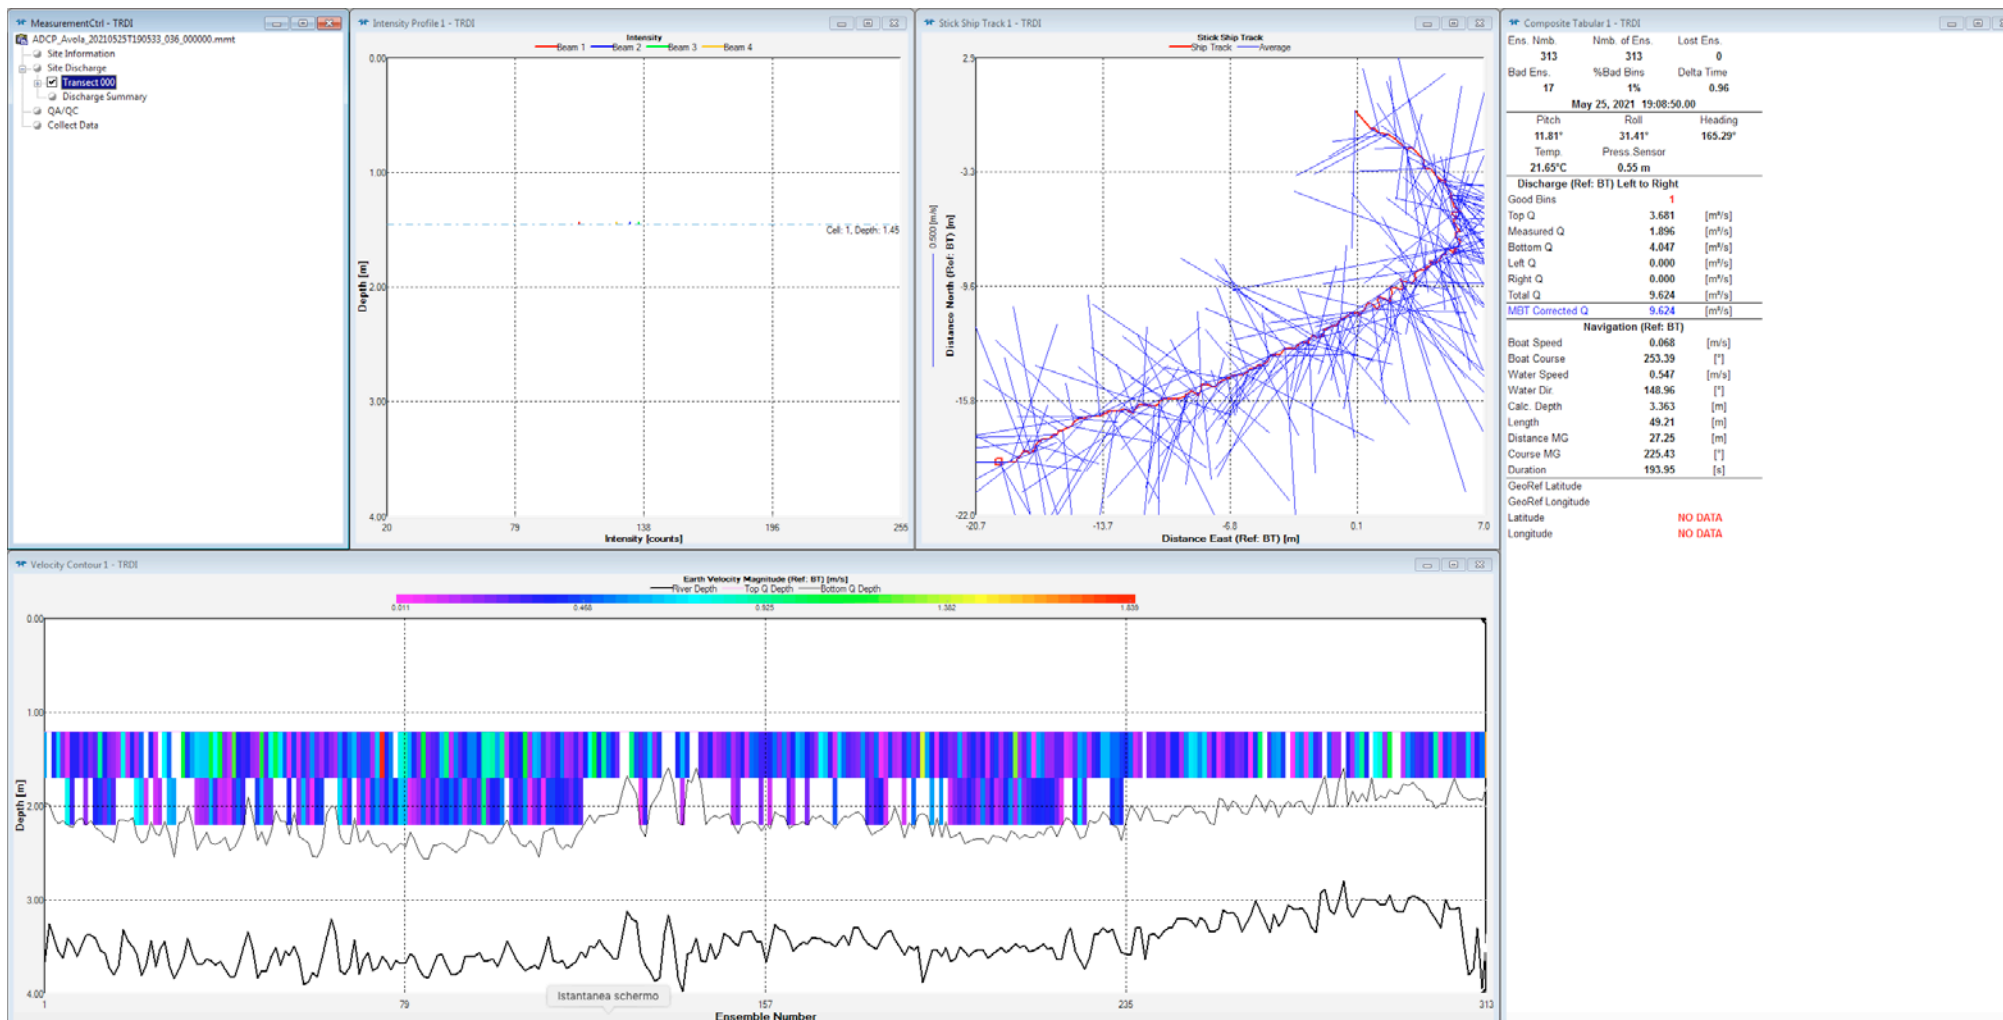 MeasurementCtrl - TRDI
ADCP_Avola_20210525T190533_036_000000.mmt
Site Information
Site Discharge
Transect 000
Discharge Summary
QA/QC
Collect Data
Intensity Profile 1 - TRDI
Intensity
Beam 1 Beam 2 Beam 3 Beam 4
0.00
1.00
2.00
3.00
4.00
Depth [m]
Cell: 1, Depth: 1.45
20 79 138 196 255
Intensity [counts]
Stick Ship Track 1 - TRDI
Stick Ship Track
Ship Track Average
2.9
-3.3
-9.6
-15.8
-22.0
0.500 [m/s]
Distance North (Ref: BT) [m]
-20.7 -13.7 -6.8 0.1 7.0
Distance East (Ref: BT) [m]
Composite Tabular 1 - TRDI
Ens. Nmb. Nmb. of Ens. Lost Ens.
313 313 0
Bad Ens. %Bad Bins Delta Time
17 1% 0.96
May 25, 2021 19:08:50.00
Pitch Roll Heading
11.81° 31.41° 165.29°
Temp. Press.Sensor
21.65°C 0.55 m
Discharge (Ref: BT) Left to Right
Good Bins 1
Top Q 3.681 [m³/s]
Measured Q 1.896 [m³/s]
Bottom Q 4.047 [m³/s]
Left Q 0.000 [m³/s]
Right Q 0.000 [m³/s]
Total Q 9.624 [m³/s]
MBT Corrected Q 9.624 [m³/s]
Navigation (Ref: BT)
Boat Speed 0.068 [m/s]
Boat Course 253.39 [°]
Water Speed 0.547 [m/s]
Water Dir. 148.96 [°]
Calc. Depth 3.363 [m]
Length 49.21 [m]
Distance MG 27.25 [m]
Course MG 225.43 [°]
Duration 193.95 [s]
GeoRef Latitude
GeoRef Longitude
Latitude NO DATA
Longitude NO DATA
Velocity Contour 1 - TRDI
Earth Velocity Magnitude (Ref: BT) [m/s]
River Depth Top Q Depth Bottom Q Depth
0.011 0.468 0.925 1.382 1.839
0.00
1.00
2.00
3.00
4.00
Depth [m]
1 79 157 235 313
Istantanea schermo
Ensemble Number